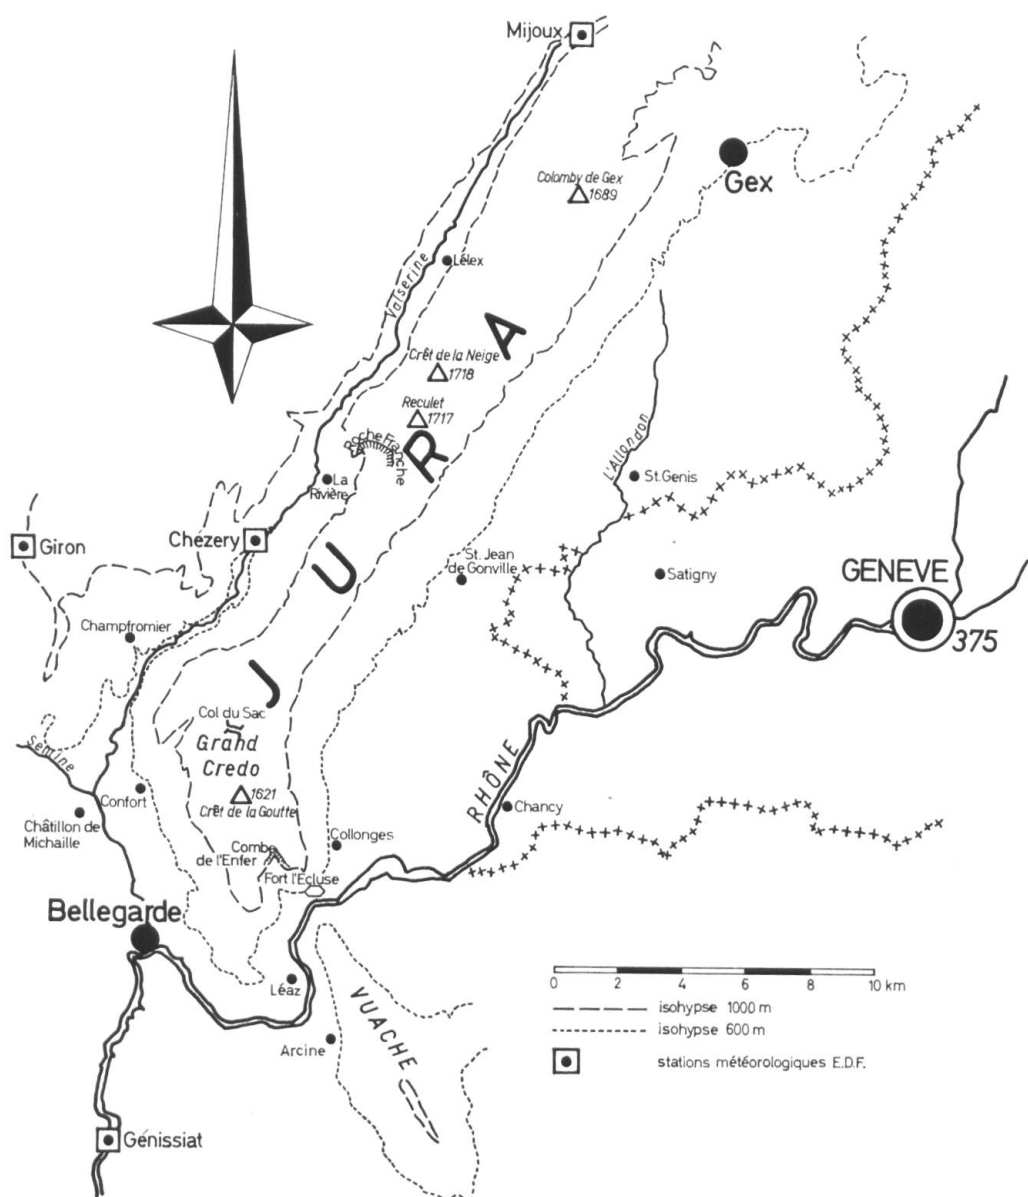 Mijoux
Colomby de Gex
1689
Gex
Valserine
Lélex
JURA
Crêt de la Neige
1718
Reculet
1717
Roche Franche
L'Allondon
La
Rivière
St.Genis
Giron
Chezery
St. Jean
de Gonville
Satigny
GENEVE
375
Champfromier
Col du Sac
Grand
Credo
Semine
1621
Crêt de la Goutte
RHÔNE
Confort
Chancy
Châtillon de
Michaille
Collonges
Combe
de l'Enfer
Fort l'Ecluse
Bellegarde
Léaz
VUACHE
Arcine
0 2 4 6 8 10 km
isohypse 1000 m
isohypse 600 m
stations météorologiques E.D.F.
Génissiat